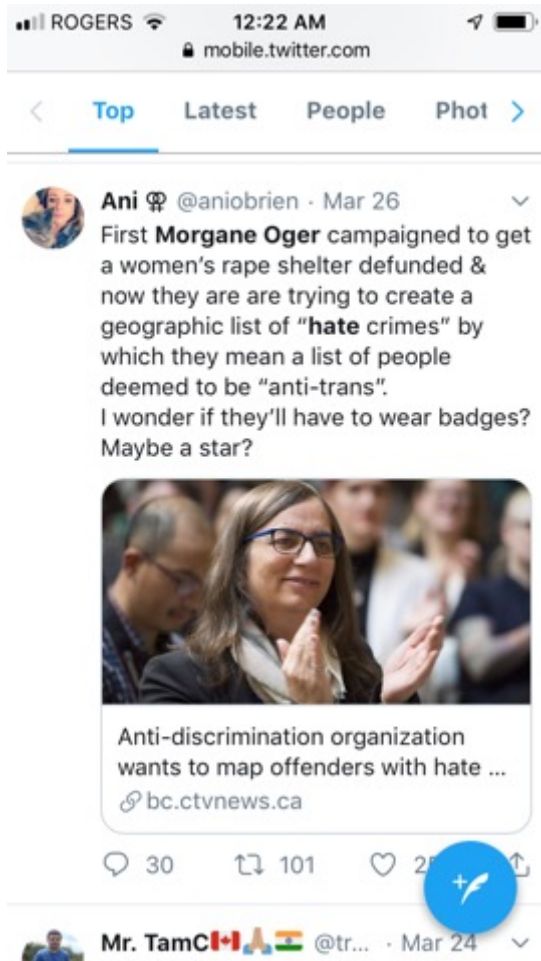 ROGERS 12:22 AM
mobile.twitter.com
Top Latest People Phot
Ani @aniobrien · Mar 26
First Morgane Oger campaigned to get
a women's rape shelter defunded &
now they are are trying to create a
geographic list of "hate crimes" by
which they mean a list of people
deemed to be "anti-trans".
I wonder if they'll have to wear badges?
Maybe a star?
Anti-discrimination organization
wants to map offenders with hate ...
bc.ctvnews.ca
30 101
Mr. TamC @tr... · Mar 24